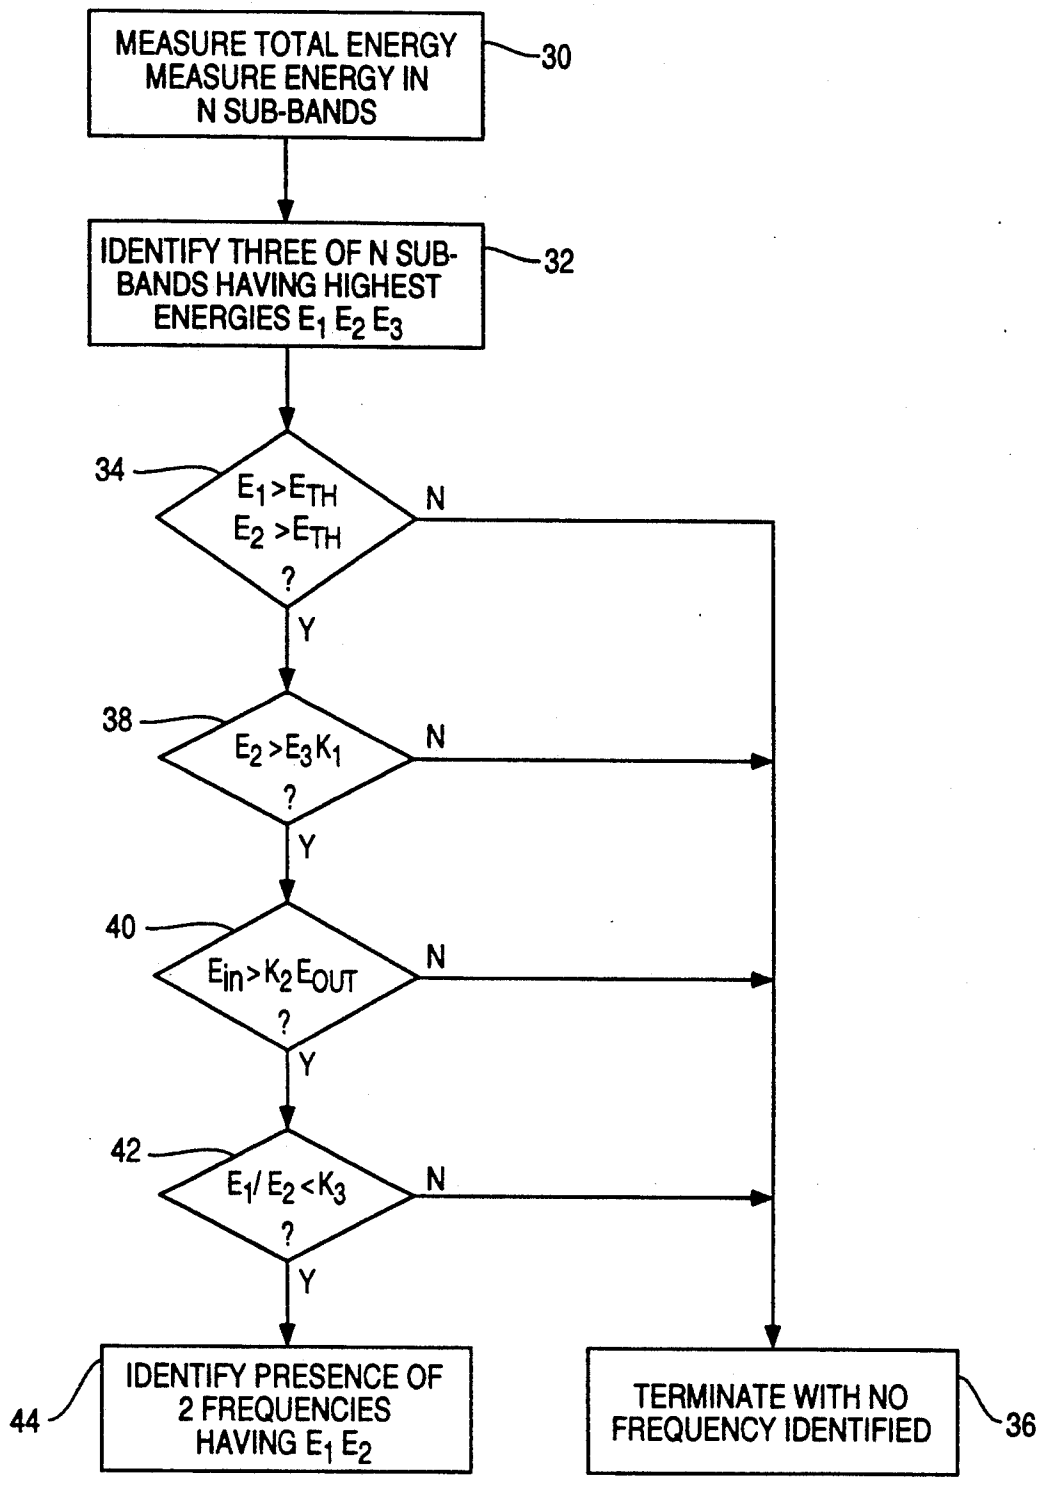 MEASURE TOTAL ENERGY
MEASURE ENERGY IN
N SUB-BANDS
30
IDENTIFY THREE OF N SUB-
BANDS HAVING HIGHEST
ENERGIES E1 E2 E3
32
34
E1>ETH
E2 >ETH
?
N
Y
38
E2>E3K1
?
N
Y
40
Ein>K2EOUT
?
N
Y
42
E1/E2<K3
?
N
Y
IDENTIFY PRESENCE OF
2 FREQUENCIES
HAVING E1 E2
44
TERMINATE WITH NO
FREQUENCY IDENTIFIED
36